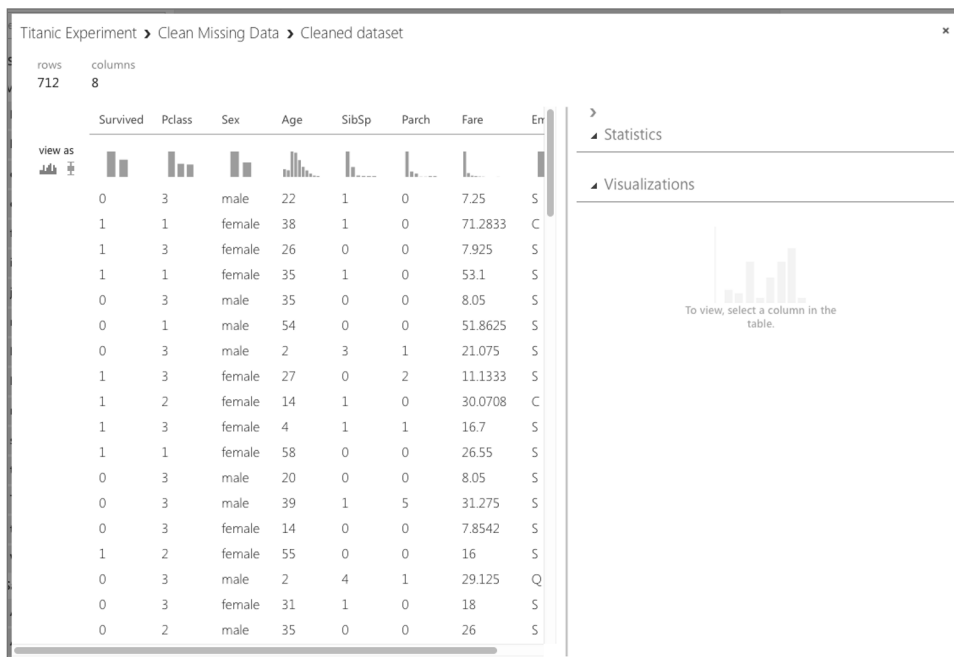 Titanic Experiment › Clean Missing Data › Cleaned dataset
rows columns
712 8
Survived Pclass Sex Age SibSp Parch Fare Em
view as
0 3 male 22 1 0 7.25 S
1 1 female 38 1 0 71.2833 C
1 3 female 26 0 0 7.925 S
1 1 female 35 1 0 53.1 S
0 3 male 35 0 0 8.05 S
0 1 male 54 0 0 51.8625 S
0 3 male 2 3 1 21.075 S
1 3 female 27 0 2 11.1333 S
1 2 female 14 1 0 30.0708 C
1 3 female 4 1 1 16.7 S
1 1 female 58 0 0 26.55 S
0 3 male 20 0 0 8.05 S
0 3 male 39 1 5 31.275 S
0 3 female 14 0 0 7.8542 S
1 2 female 55 0 0 16 S
0 3 male 2 4 1 29.125 Q
0 3 female 31 1 0 18 S
0 2 male 35 0 0 26 S
Statistics
Visualizations
To view, select a column in the
table.